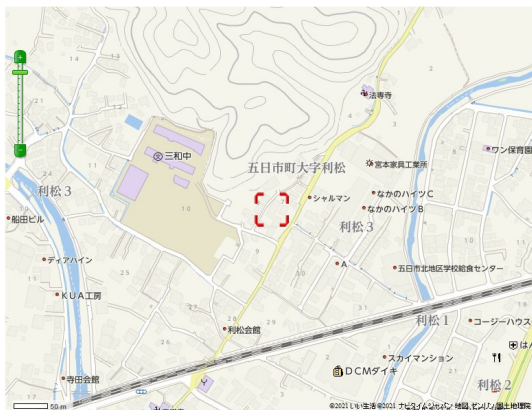 14
13
14
21
法専寺
三和中
五日市町大字利松
宮本家具工業所
ワン保育園
利松3
シャルマン
なかのハイツC
なかのハイツB
10
船田ビル
利松3
ディアハイン
A
五日市北地区学校給食センター
KUA工房
利松会館
利松1
コージーハウス
スカイマンション
DCMダイキ
寺田会館
利松2
50 m
©2021 いい生活 ©2021 ナビタイムジャパン 地図 ゼンリン 国土地理院